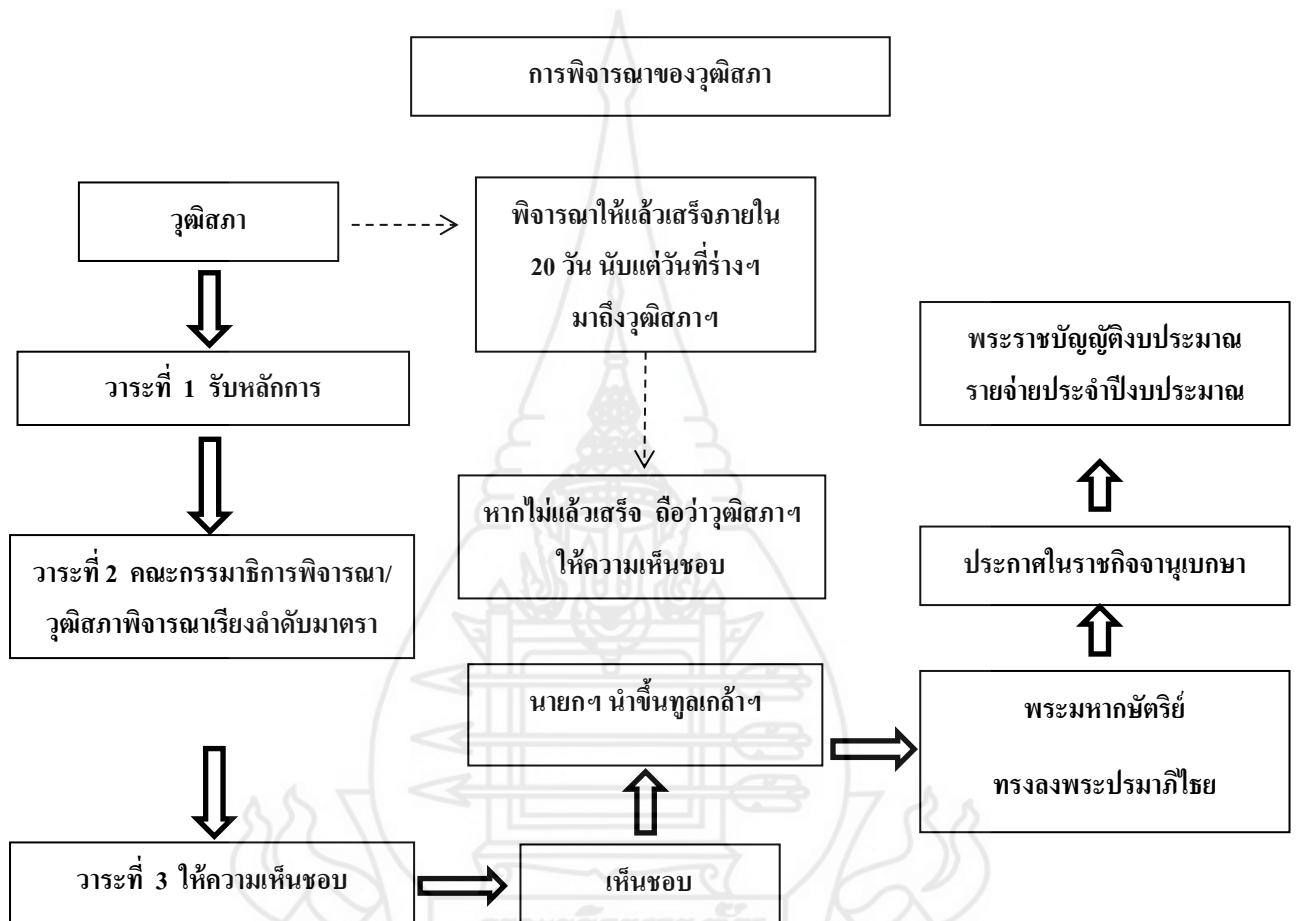 การพิจารณาของวุฒิสภา
วุฒิสภา
พิจารณาให้แล้วเสร็จภายใน
20 วัน นับแต่วันที่ร่างฯ
มาถึงวุฒิสภาฯ
วาระที่ 1 รับหลักการ
พระราชบัญญัติงบประมาณ
รายจ่ายประจำปีงบประมาณ
หากไม่แล้วเสร็จ ถือว่าวุฒิสภาฯ
ให้ความเห็นชอบ
วาระที่ 2 คณะกรรมาธิการพิจารณา/
วุฒิสภาพิจารณาเรียงลำดับมาตรา
ประกาศในราชกิจจานุเบกษา
นายกฯ นำขึ้นทูลเกล้าฯ
พระมหากษัตริย์
ทรงลงพระปรมาภิไธย
วาระที่ 3 ให้ความเห็นชอบ
เห็นชอบ